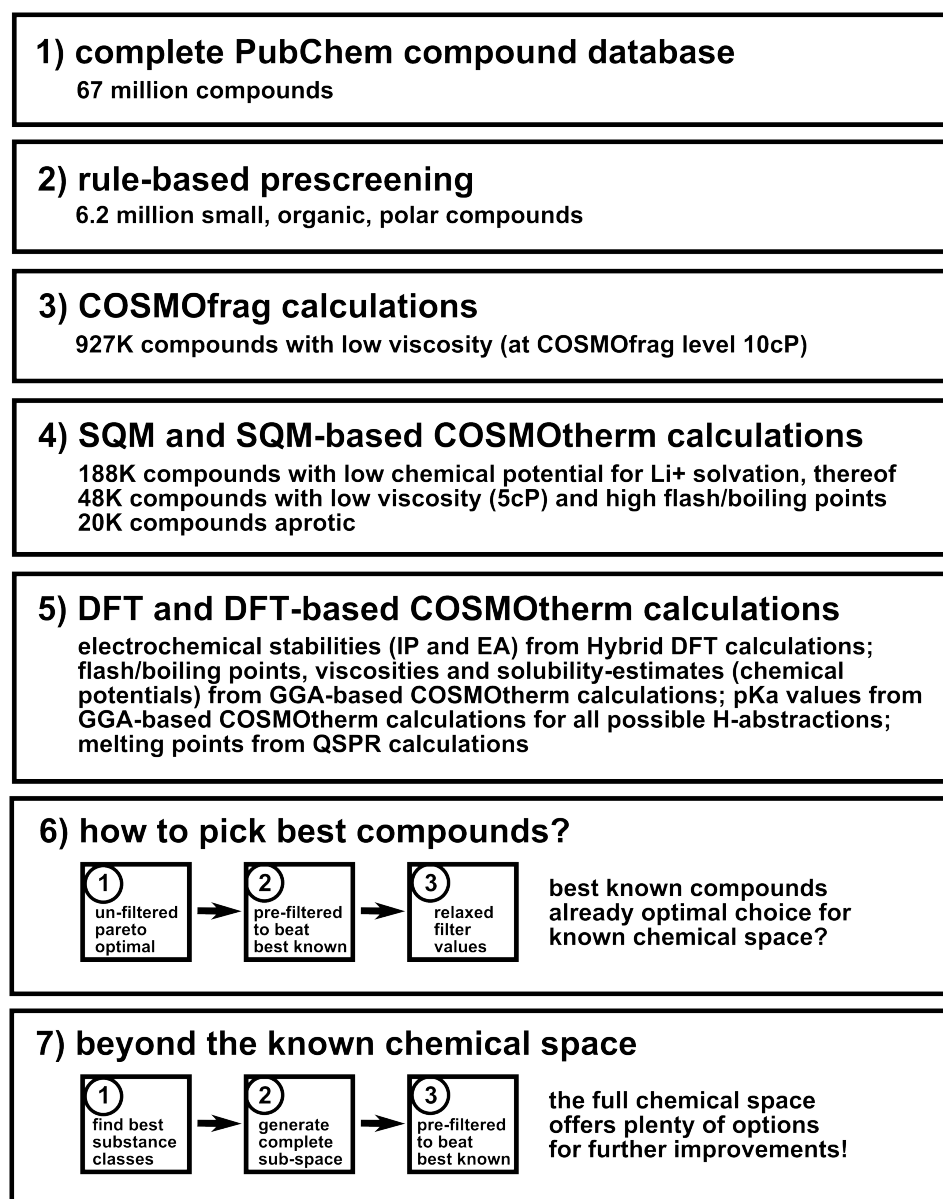 1) complete PubChem compound database
67 million compounds
2) rule-based prescreening
6.2 million small, organic, polar compounds
3) COSMOfrag calculations
927K compounds with low viscosity (at COSMOfrag level 10cP)
4) SQM and SQM-based COSMOtherm calculations
188K compounds with low chemical potential for Li+ solvation, thereof
48K compounds with low viscosity (5cP) and high flash/boiling points
20K compounds aprotic
5) DFT and DFT-based COSMOtherm calculations
electrochemical stabilities (IP and EA) from Hybrid DFT calculations;
flash/boiling points, viscosities and solubility-estimates (chemical
potentials) from GGA-based COSMOtherm calculations; pKa values from
GGA-based COSMOtherm calculations for all possible H-abstractions;
melting points from QSPR calculations
6) how to pick best compounds?
1
un-filtered
pareto
optimal
2
pre-filtered
to beat
best known
3
relaxed
filter
values
best known compounds
already optimal choice for
known chemical space?
7) beyond the known chemical space
1
find best
substance
classes
2
generate
complete
sub-space
3
pre-filtered
to beat
best known
the full chemical space
offers plenty of options
for further improvements!